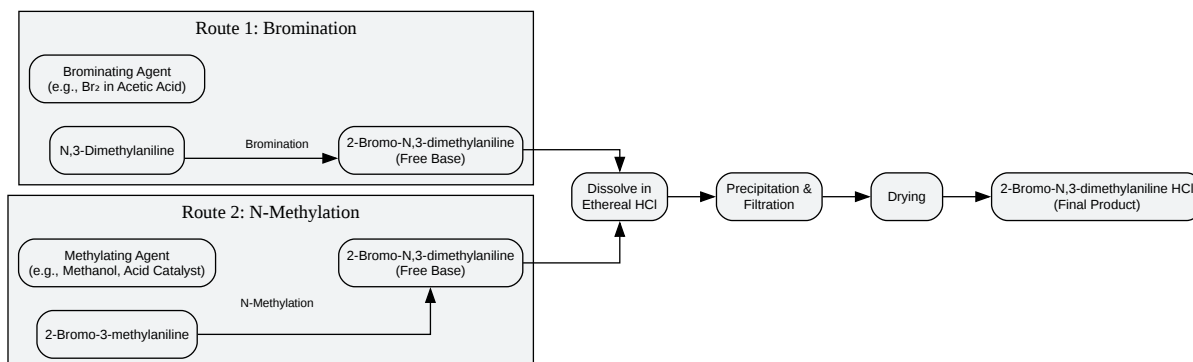 Route 1: Bromination
Brominating Agent
(e.g., Br₂ in Acetic Acid)
N,3-Dimethylaniline
Bromination
2-Bromo-N,3-dimethylaniline
(Free Base)
Route 2: N-Methylation
Methylating Agent
(e.g., Methanol, Acid Catalyst)
2-Bromo-3-methylaniline
N-Methylation
2-Bromo-N,3-dimethylaniline
(Free Base)
Dissolve in
Ethereal HCl
Precipitation &
Filtration
Drying
2-Bromo-N,3-dimethylaniline HCl
(Final Product)